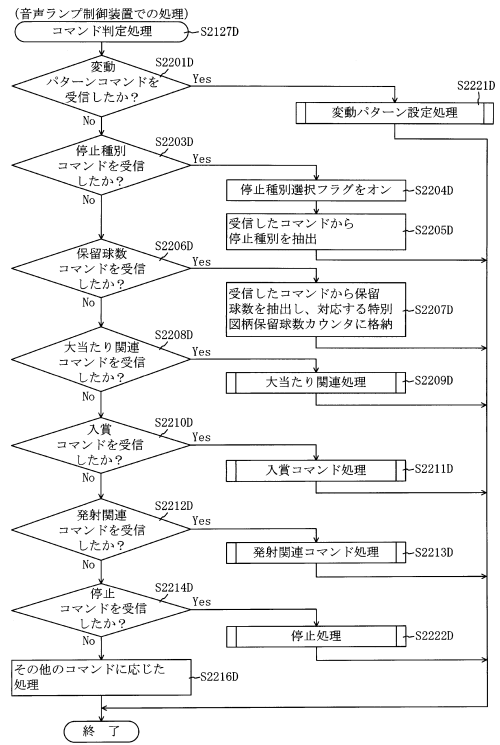 (音声ランプ制御装置での処理)
コマンド判定処理
S2127D
変動
パターンコマンドを
受信したか？
S2201D
Yes
No
変動パターン設定処理
S2221D
停止種別
コマンドを受信
したか？
S2203D
Yes
No
停止種別選択フラグをオン
S2204D
受信したコマンドから
停止種別を抽出
S2205D
保留球数
コマンドを受信
したか？
S2206D
Yes
No
受信したコマンドから保留
球数を抽出し、対応する特別
図柄保留球数カウンタに格納
S2207D
大当たり関連
コマンドを受信
したか？
S2208D
Yes
No
大当たり関連処理
S2209D
入賞
コマンドを受信
したか？
S2210D
Yes
No
入賞コマンド処理
S2211D
発射関連
コマンドを受信
したか？
S2212D
Yes
No
発射関連コマンド処理
S2213D
停止
コマンドを受信
したか？
S2214D
Yes
No
停止処理
S2222D
その他のコマンドに応じた
処理
S2216D
終 了